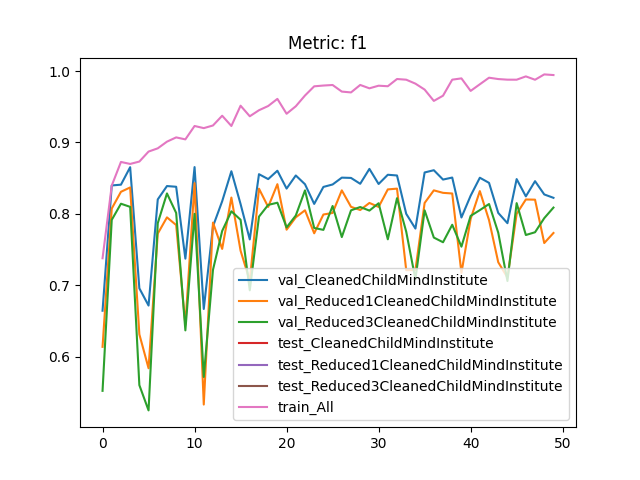 Metric: f1
1.0
0.9
0.8
0.7
0.6
0
10
20
30
40
50
val_CleanedChildMindInstitute
val_Reduced1CleanedChildMindInstitute
val_Reduced3CleanedChildMindInstitute
test_CleanedChildMindInstitute
test_Reduced1CleanedChildMindInstitute
test_Reduced3CleanedChildMindInstitute
train_All